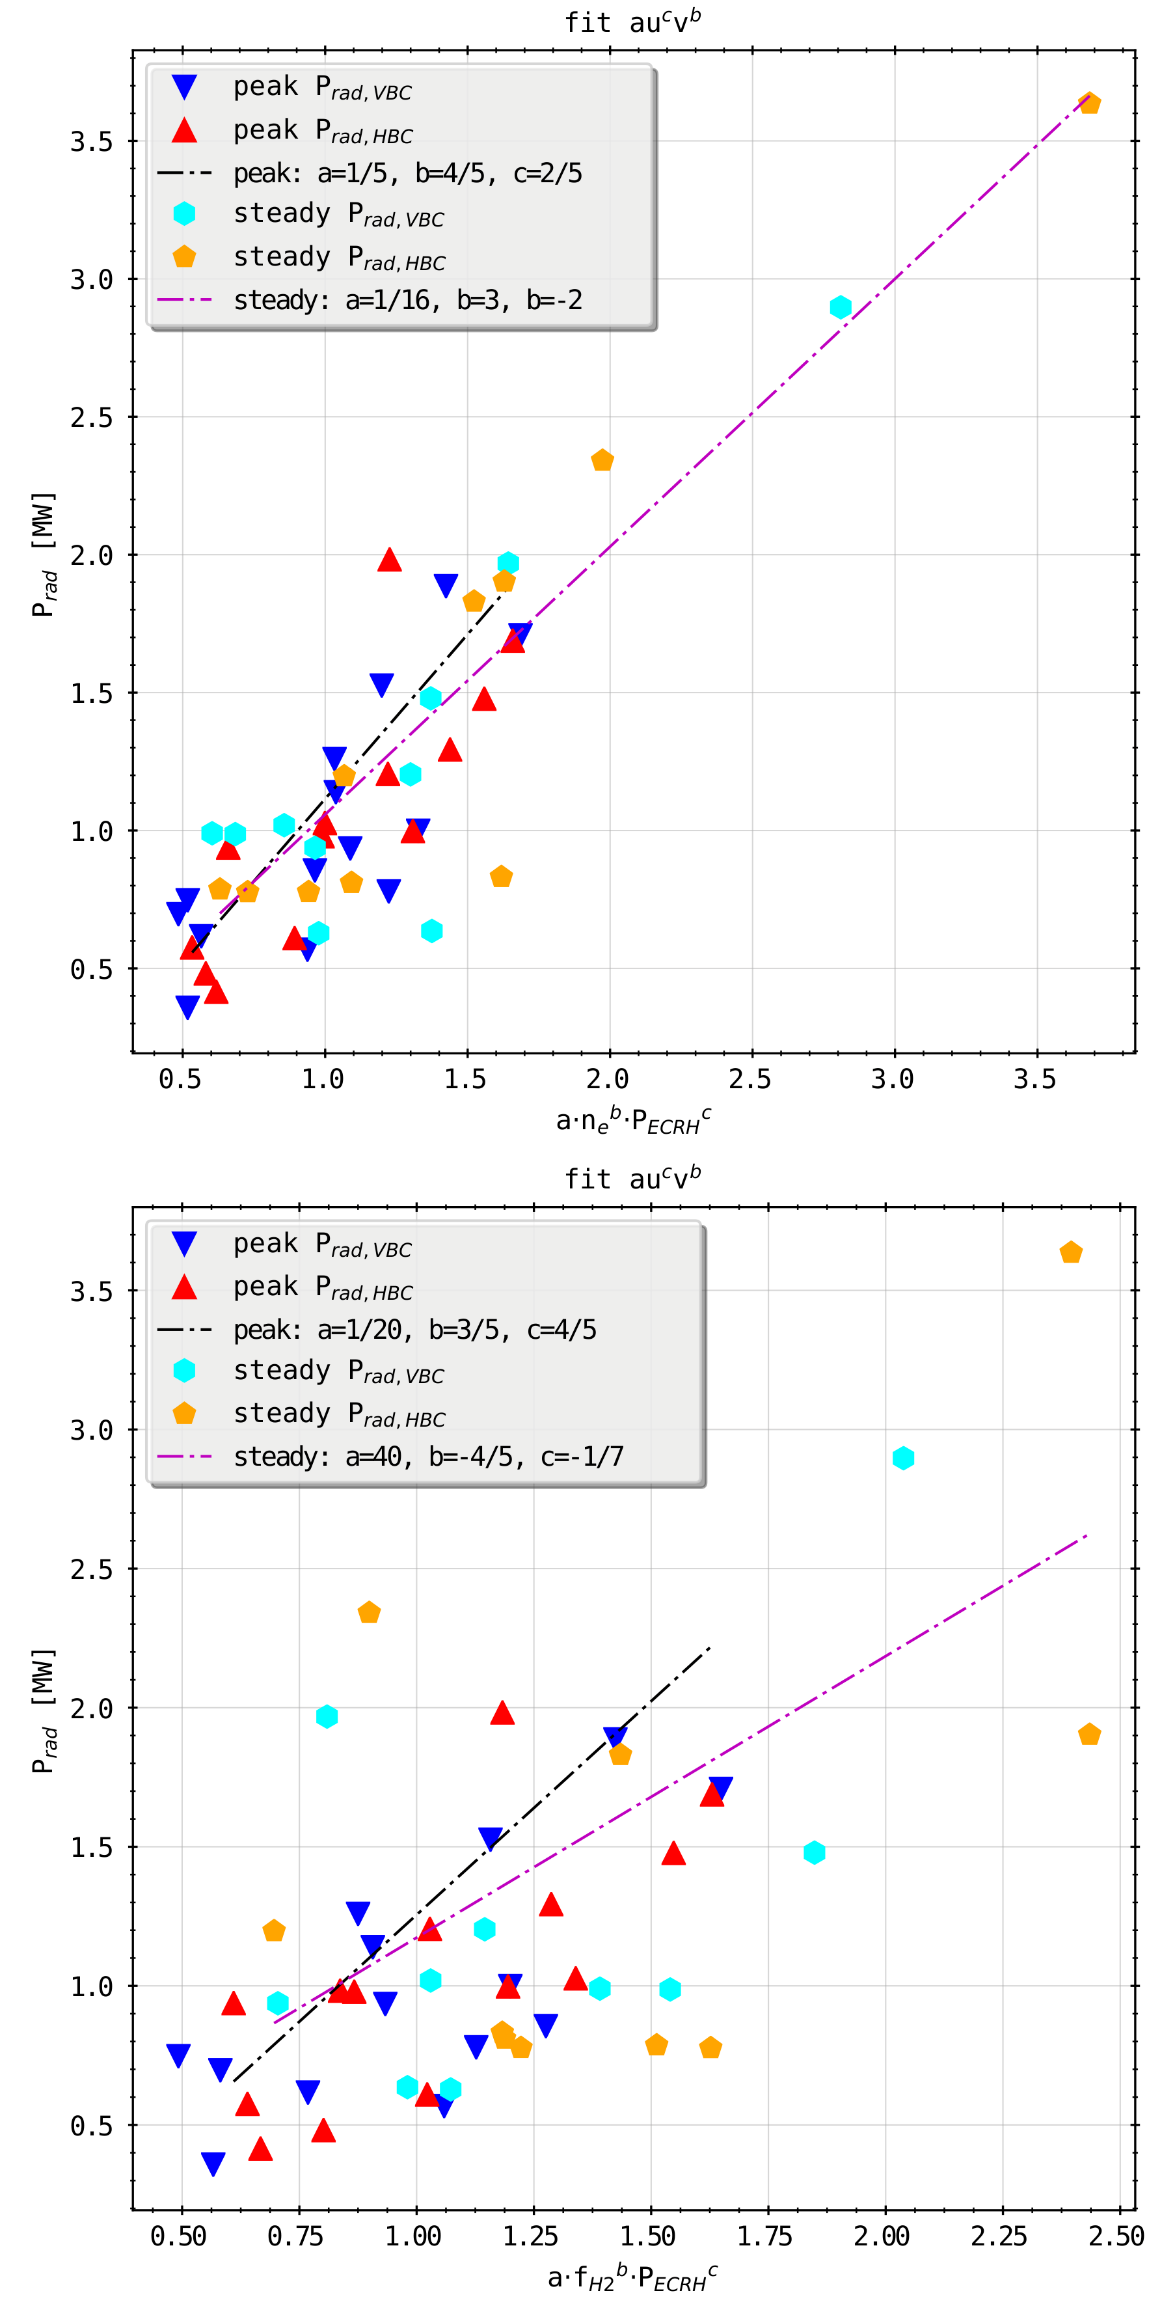 fit au^cv^b
peak P_rad,VBC
peak P_rad,HBC
peak: a=1/5, b=4/5, c=2/5
steady P_rad,VBC
steady P_rad,HBC
steady: a=1/16, b=3, b=-2
P_rad [MW]
3.5
3.0
2.5
2.0
1.5
1.0
0.5
0.5 1.0 1.5 2.0 2.5 3.0 3.5
a·n_e^b·P_ECRH^c
fit au^cv^b
peak P_rad,VBC
peak P_rad,HBC
peak: a=1/20, b=3/5, c=4/5
steady P_rad,VBC
steady P_rad,HBC
steady: a=40, b=-4/5, c=-1/7
P_rad [MW]
3.5
3.0
2.5
2.0
1.5
1.0
0.5
0.50 0.75 1.00 1.25 1.50 1.75 2.00 2.25 2.50
a·f_H2^b·P_ECRH^c